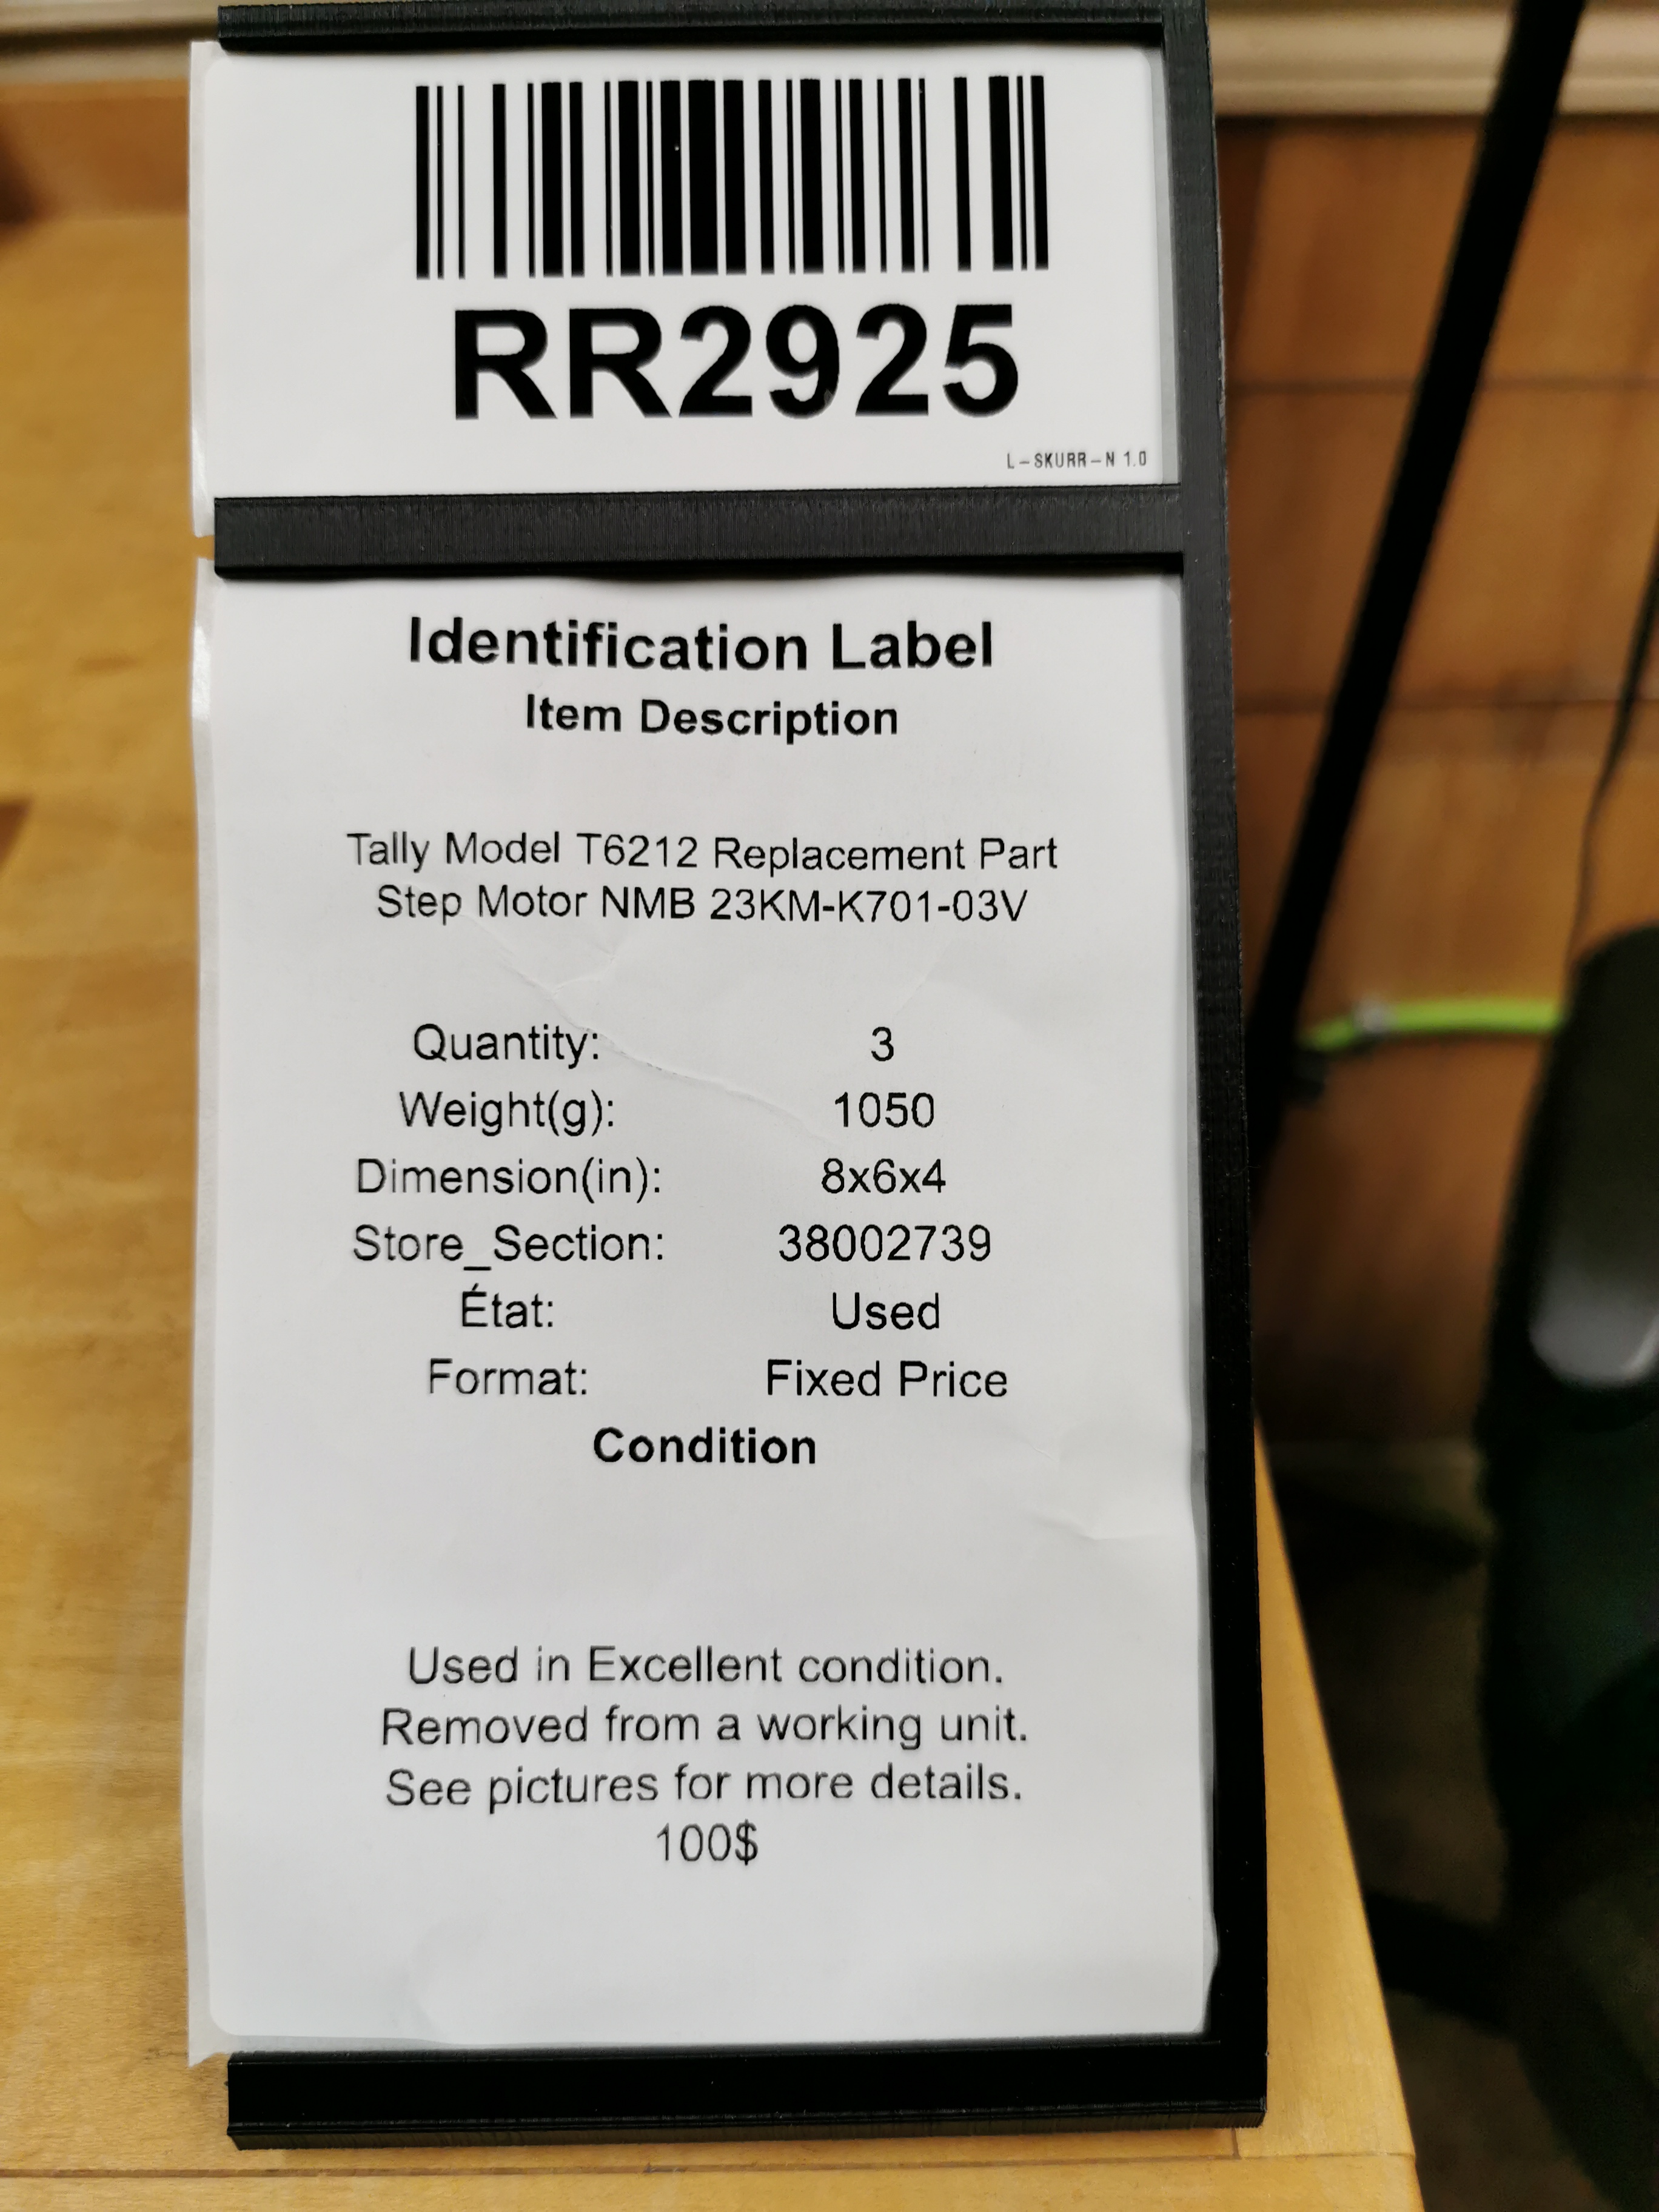 RR2925
L-SKURR-N 1.0
Identification Label
Item Description
Tally Model T6212 Replacement Part
Step Motor NMB 23KM-K701-03V
Quantity: 3
Weight(g): 1050
Dimension(in): 8x6x4
Store_Section: 38002739
État: Used
Format: Fixed Price
Condition
Used in Excellent condition.
Removed from a working unit.
See pictures for more details.
100$